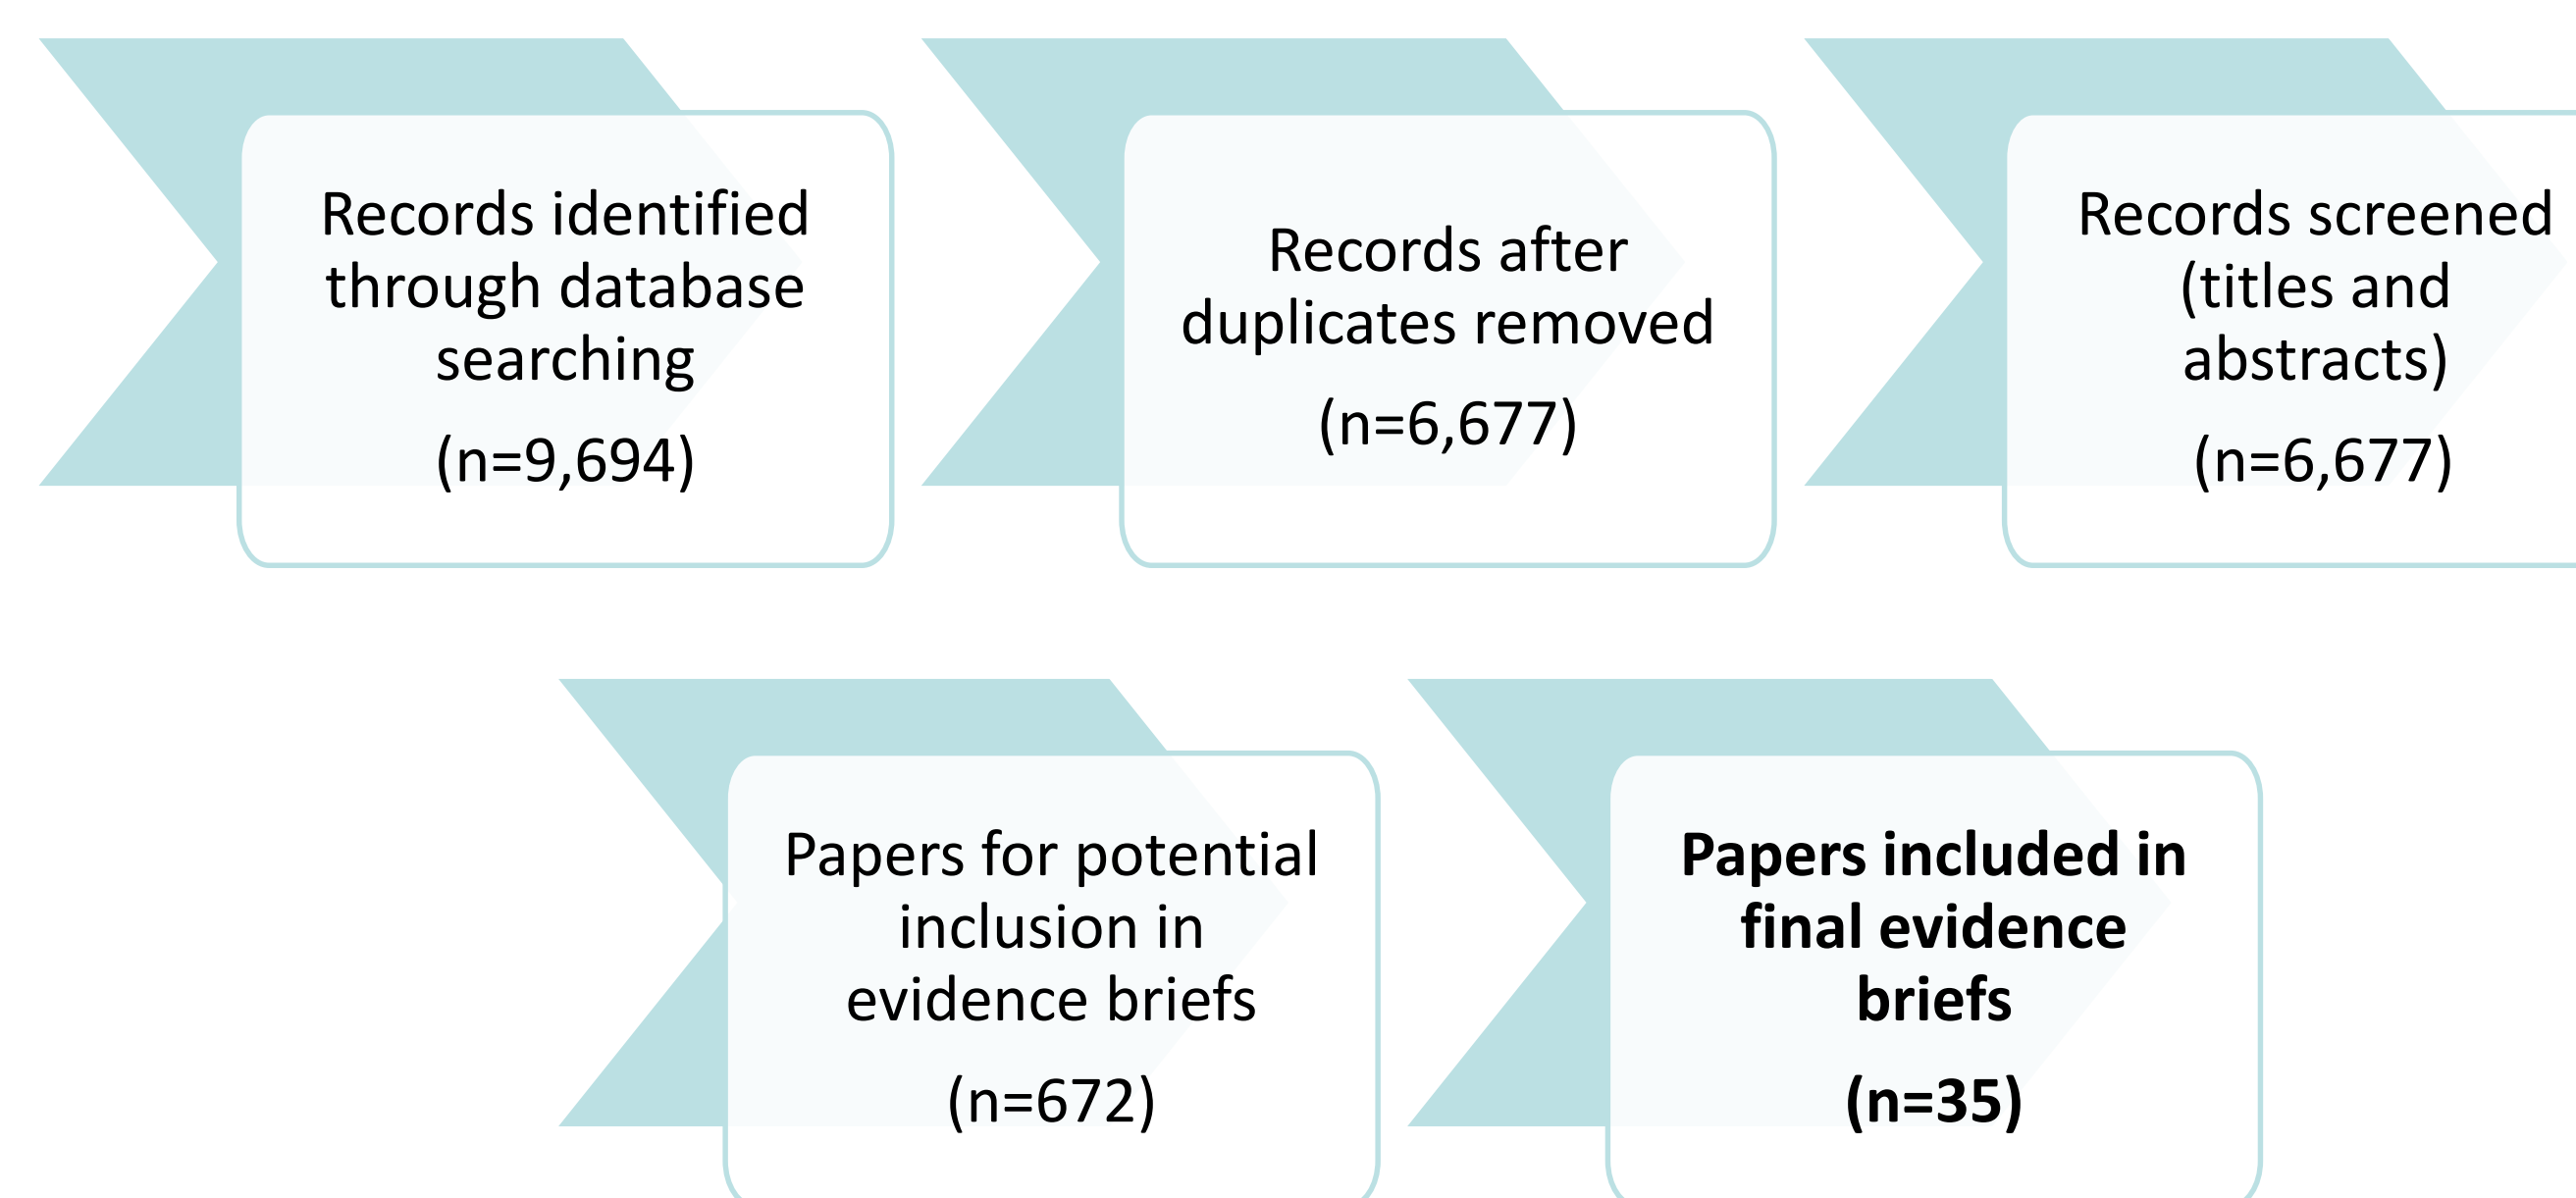 Records identified
through database
searching
(n=9,694)
Records after
duplicates removed
(n=6,677)
Records screened
(titles and
abstracts)
(n=6,677)
Papers for potential
inclusion in
evidence briefs
(n=672)
Papers included in
final evidence
briefs
(n=35)